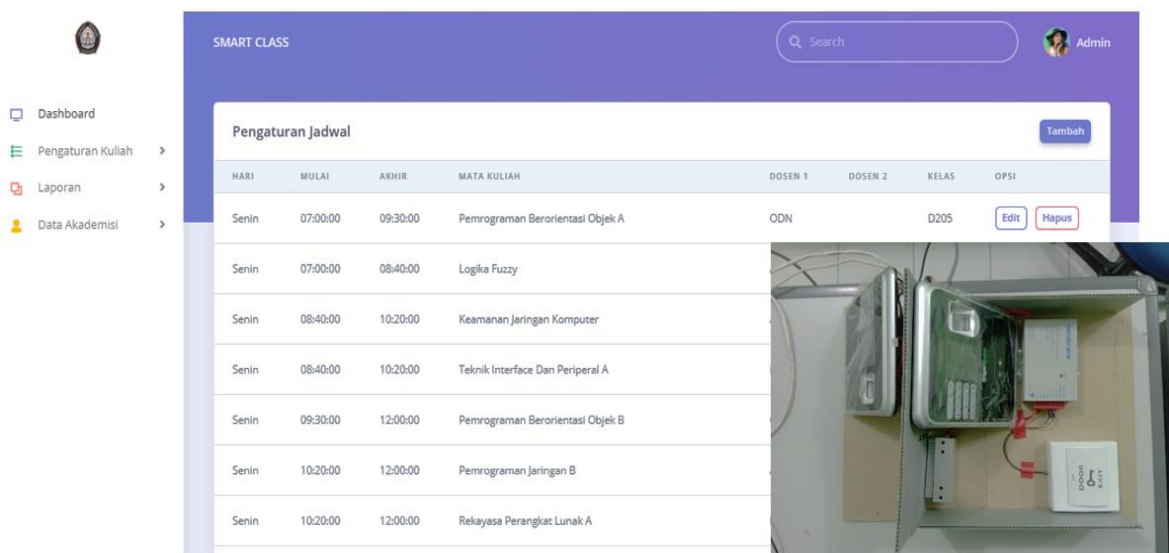 SMART CLASS
Search
Admin
Dashboard
Pengaturan Kuliah
Laporan
Data Akademisi
Pengaturan Jadwal
Tambah
HARI MULAI AKHIR MATA KULIAH DOSEN 1 DOSEN 2 KELAS OPSI
Senin 07:00:00 09:30:00 Pemrograman Berorientasi Objek A ODN D205 Edit Hapus
Senin 07:00:00 08:40:00 Logika Fuzzy
Senin 08:40:00 10:20:00 Keamanan Jaringan Komputer
Senin 08:40:00 10:20:00 Teknik Interface Dan Periperal A
Senin 09:30:00 12:00:00 Pemrograman Berorientasi Objek B
Senin 10:20:00 12:00:00 Pemrograman Jaringan B
Senin 10:20:00 12:00:00 Rekayasa Perangkat Lunak A
DOOR
EXIT